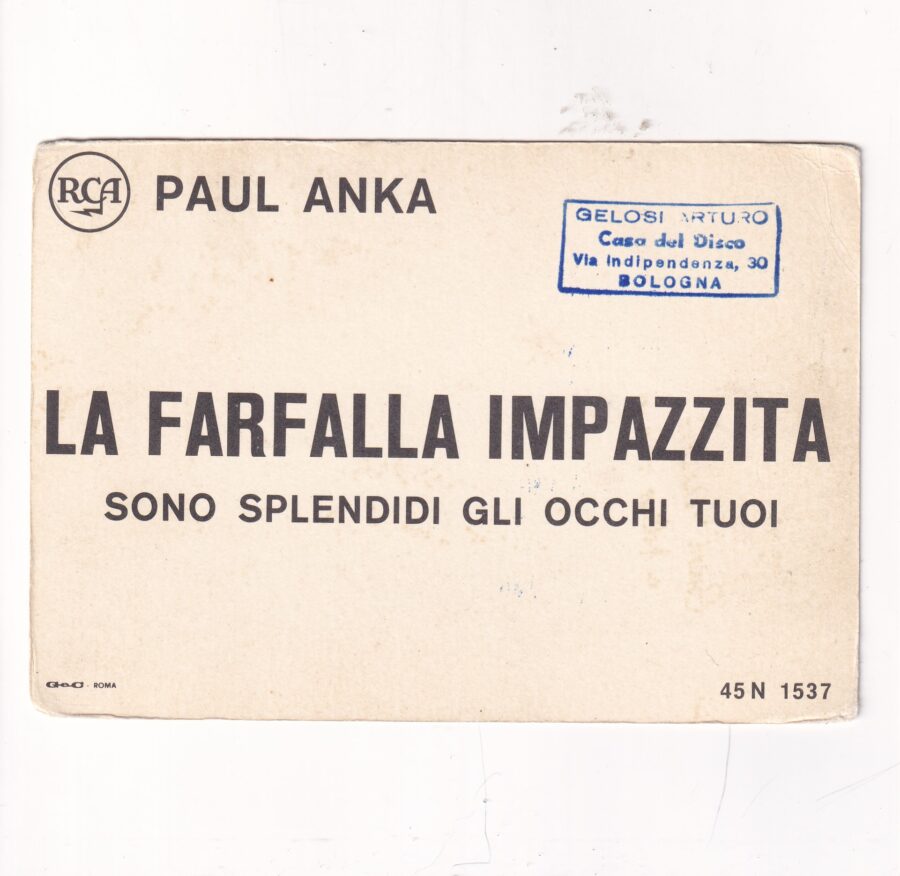 RCA
PAUL ANKA
GELOSI ARTURO
Casa del Disco
Via Indipendenza, 30
BOLOGNA
LA FARFALLA IMPAZZITA
SONO SPLENDIDI GLI OCCHI TUOI
G&C · ROMA
45 N 1537